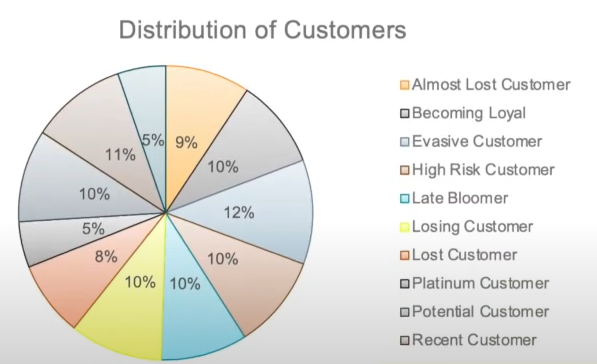 Distribution of Customers
5%
9%
11%
10%
10%
12%
5%
8%
10%
10%
10%
Almost Lost Customer
Becoming Loyal
Evasive Customer
High Risk Customer
Late Bloomer
Losing Customer
Lost Customer
Platinum Customer
Potential Customer
Recent Customer